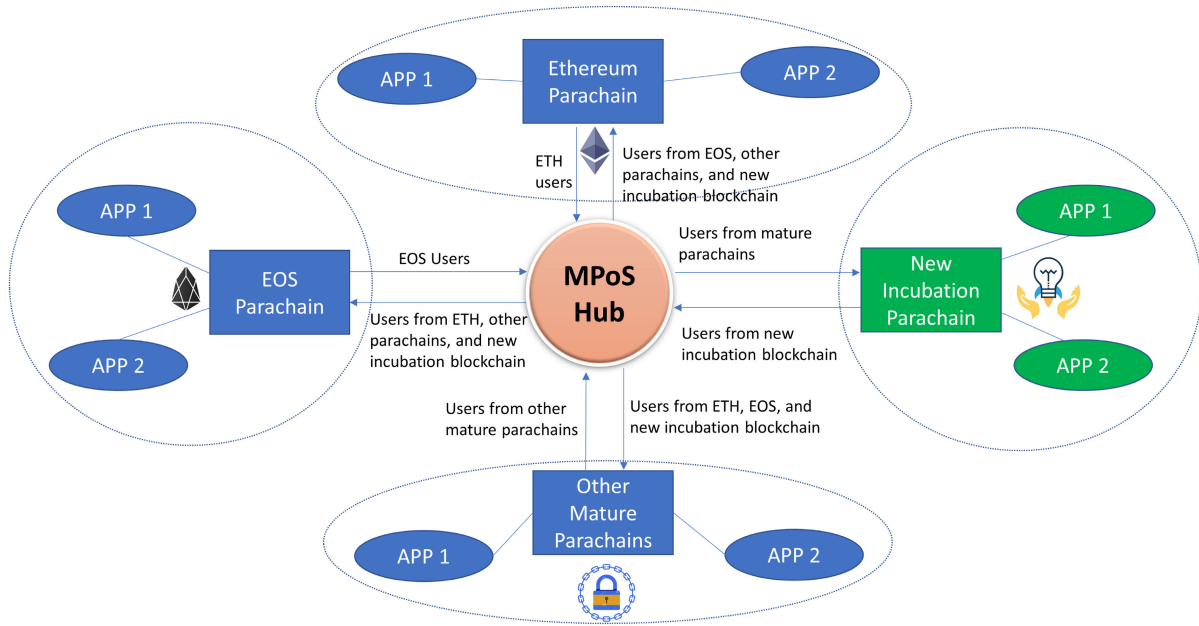 APP 1
Ethereum
Parachain
APP 2
ETH
users
Users from EOS, other
parachains, and new
incubation blockchain
APP 1
EOS
Parachain
APP 2
EOS Users
Users from ETH, other
parachains, and new
incubation blockchain
MPoS
Hub
Users from mature
parachains
Users from new
incubation blockchain
APP 1
New
Incubation
Parachain
APP 2
Users from other
mature parachains
Users from ETH, EOS, and
new incubation blockchain
Other
Mature
Parachains
APP 1
APP 2